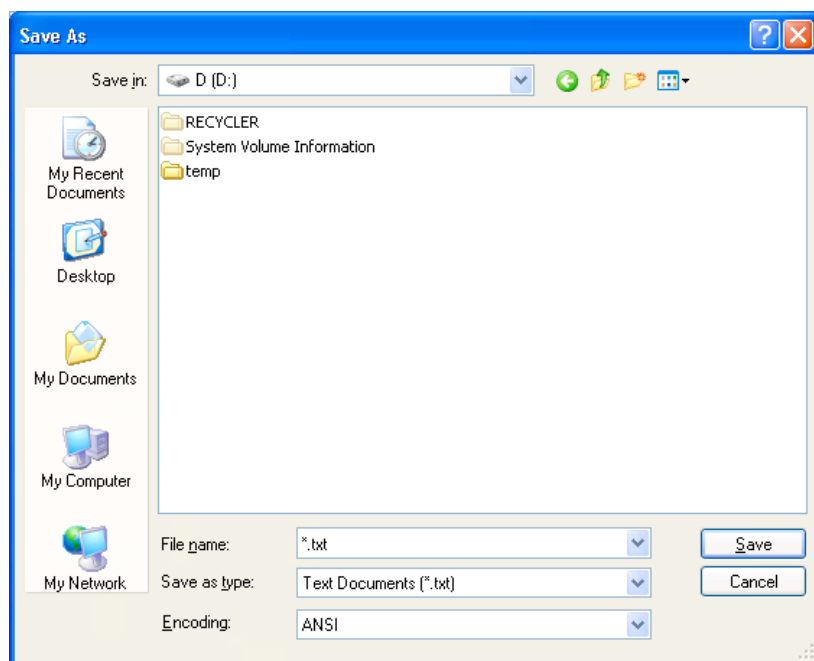 Save As
Save in:
D (D:)
RECYCLER
System Volume Information
temp
My Recent
Documents
Desktop
My Documents
My Computer
My Network
File name:
*.txt
Save
Save as type:
Text Documents (*.txt)
Cancel
Encoding:
ANSI